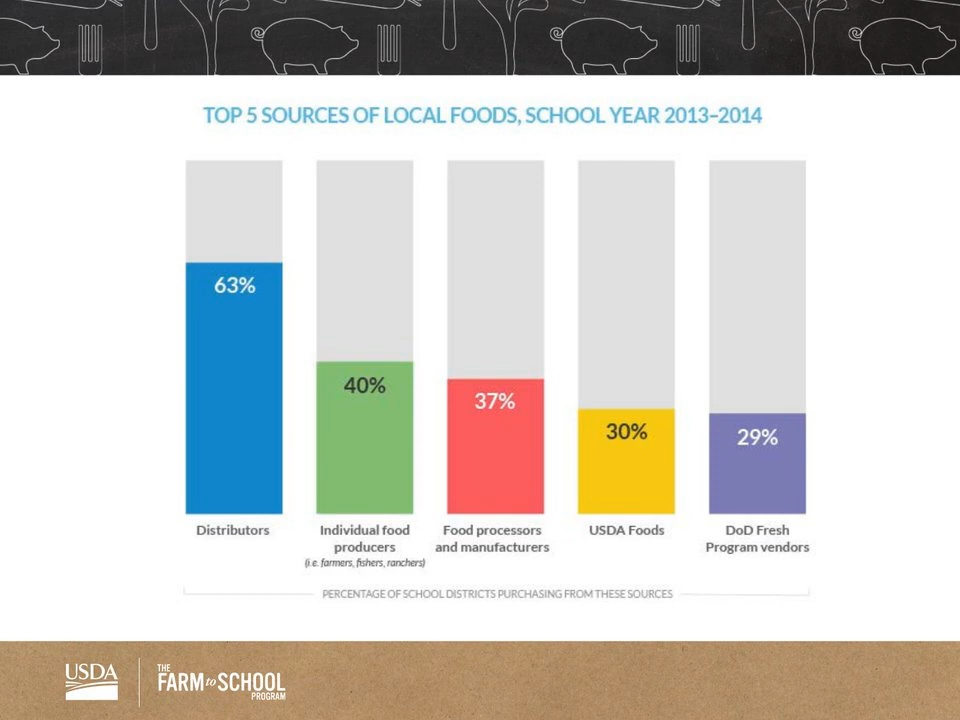 TOP 5 SOURCES OF LOCAL FOODS, SCHOOL YEAR 2013–2014
63%
40%
37%
30%
29%
Distributors
Individual food
producers
(i.e. farmers, fishers, ranchers)
Food processors
and manufacturers
USDA Foods
DoD Fresh
Program vendors
PERCENTAGE OF SCHOOL DISTRICTS PURCHASING FROM THESE SOURCES
USDA
THE
FARM to SCHOOL
PROGRAM